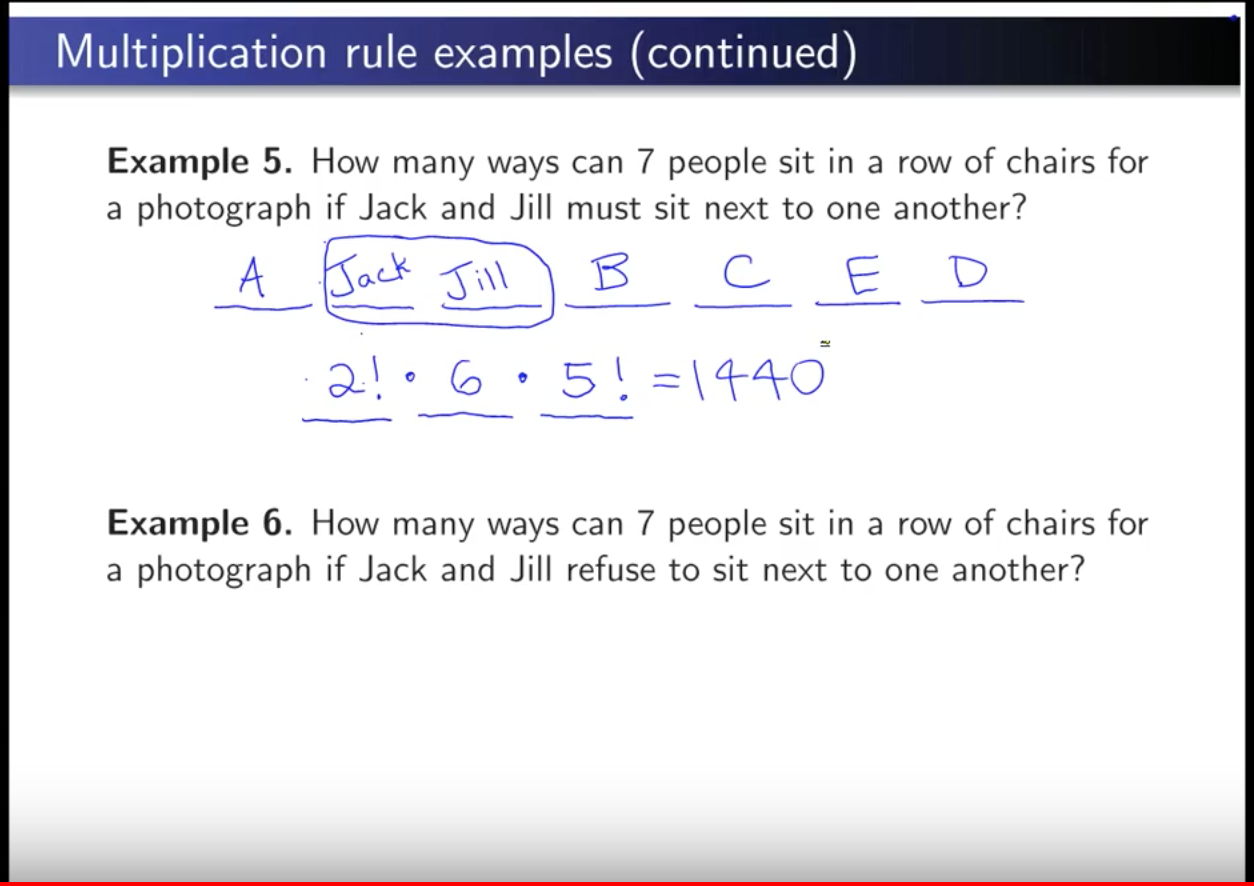 Multiplication rule examples (continued)
Example 5. How many ways can 7 people sit in a row of chairs for
a photograph if Jack and Jill must sit next to one another?
A Jack Jill B C E D
2! · 6 · 5! = 1440
Example 6. How many ways can 7 people sit in a row of chairs for
a photograph if Jack and Jill refuse to sit next to one another?